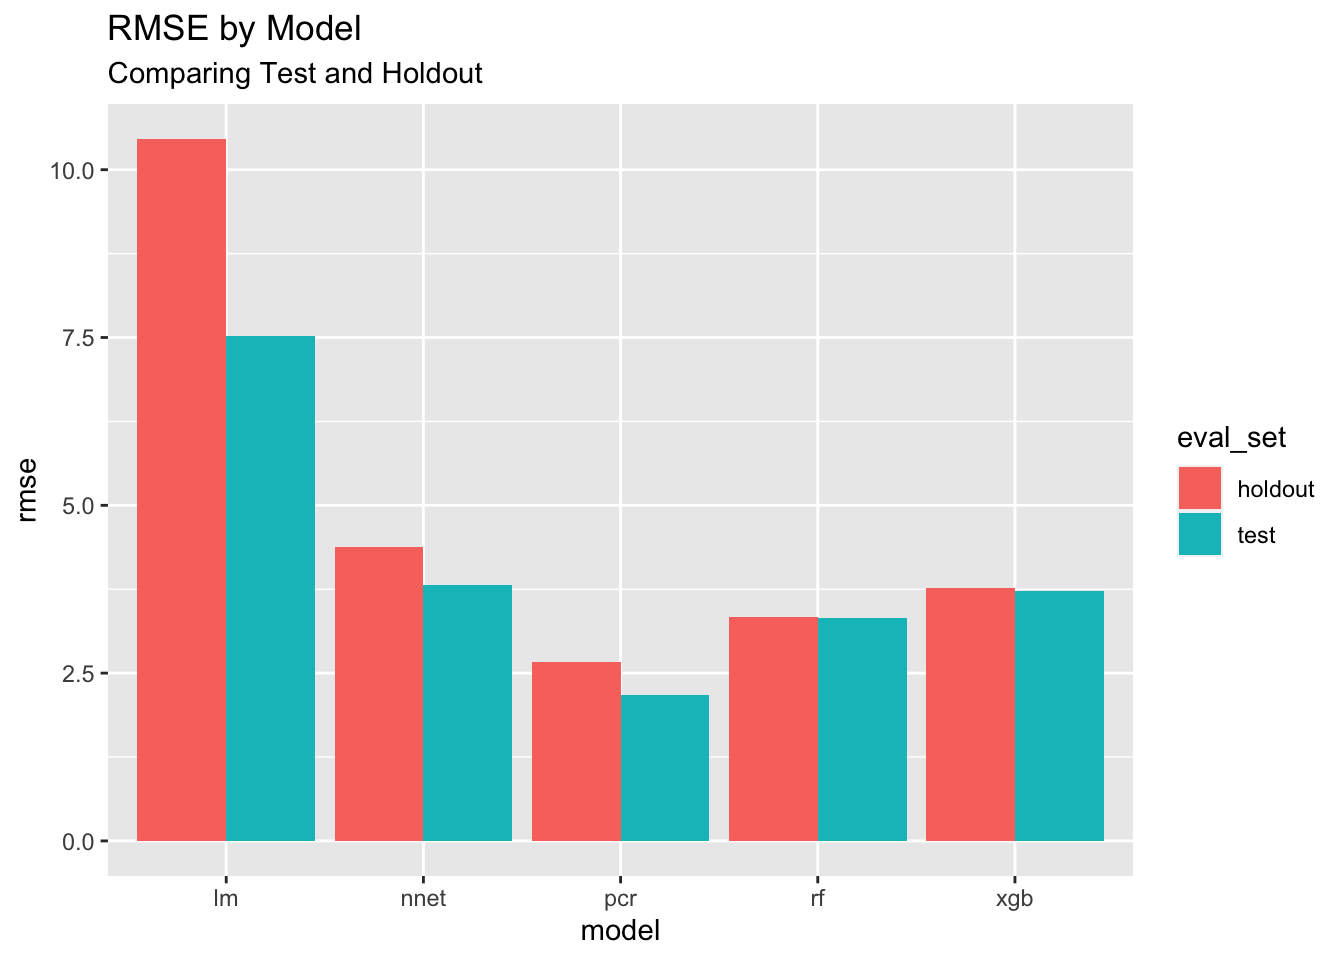 RMSE by Model
Comparing Test and Holdout
10.0
7.5
5.0
2.5
0.0
rmse
lm nnet pcr rf xgb
model
eval_set
holdout
test